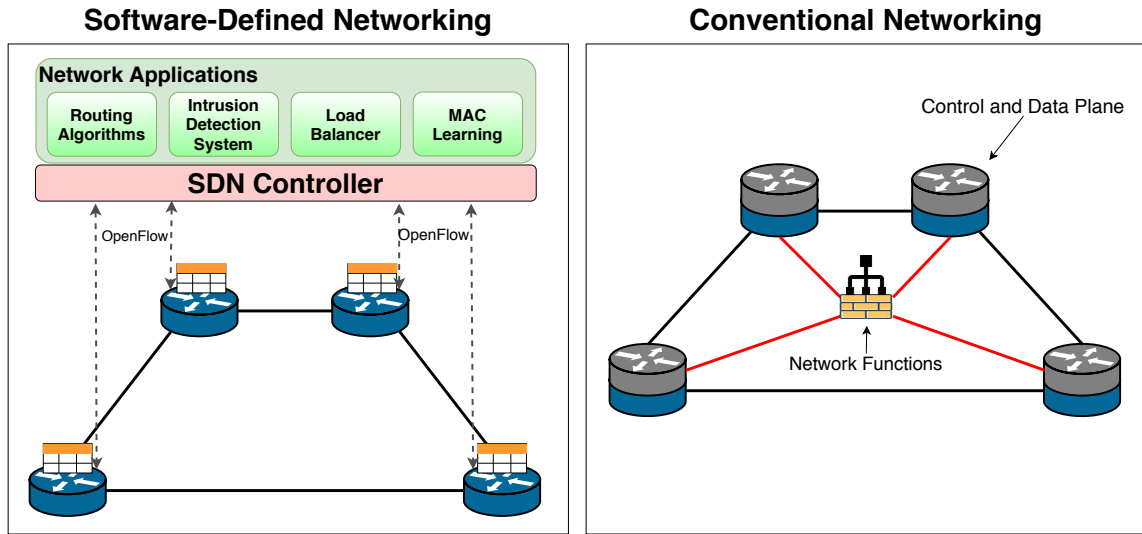 Software-Defined Networking
Conventional Networking
Network Applications
Routing
Algorithms
Intrusion
Detection
System
Load
Balancer
MAC
Learning
SDN Controller
OpenFlow
OpenFlow
Control and Data Plane
Network Functions